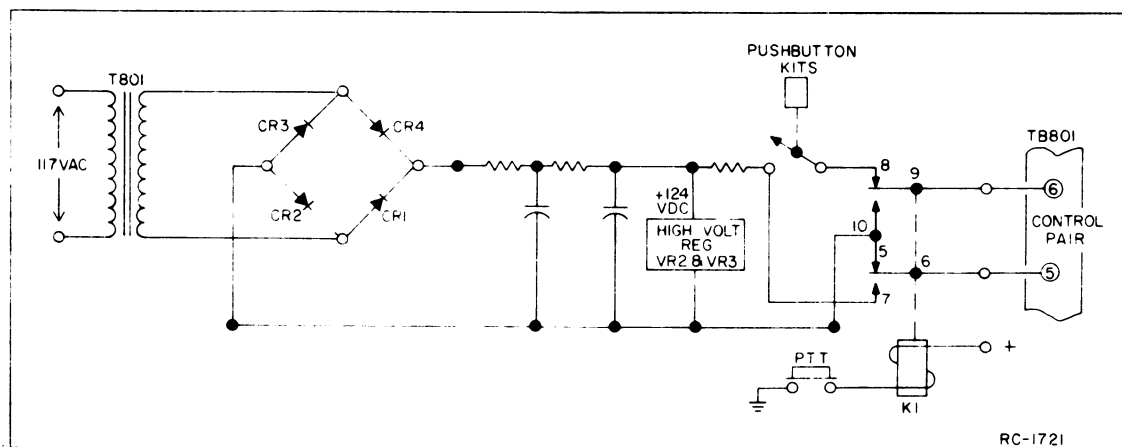 PUSHBUTTON
KITS
T801
CR3
CR4
TB801
117VAC
8
9
6
+124
VDC
CR2
CR1
HIGH VOLT
REG
VR2 & VR3
10
CONTROL
PAIR
5
6
5
7
PTT
+
K1
RC-1721